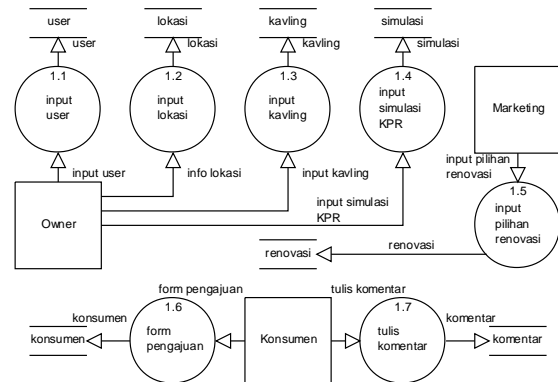 user
lokasi
kavling
simulasi
user
lokasi
kavling
simulasi
1.1
input
user
1.2
input
lokasi
1.3
input
kavling
1.4
input
simulasi
KPR
Marketing
input user
info lokasi
input kavling
input simulasi
KPR
input pilihan
renovasi
Owner
1.5
input
pilihan
renovasi
renovasi
renovasi
form pengajuan
tulis komentar
konsumen
1.6
form
pengajuan
konsumen
Konsumen
1.7
tulis
komentar
komentar
komentar